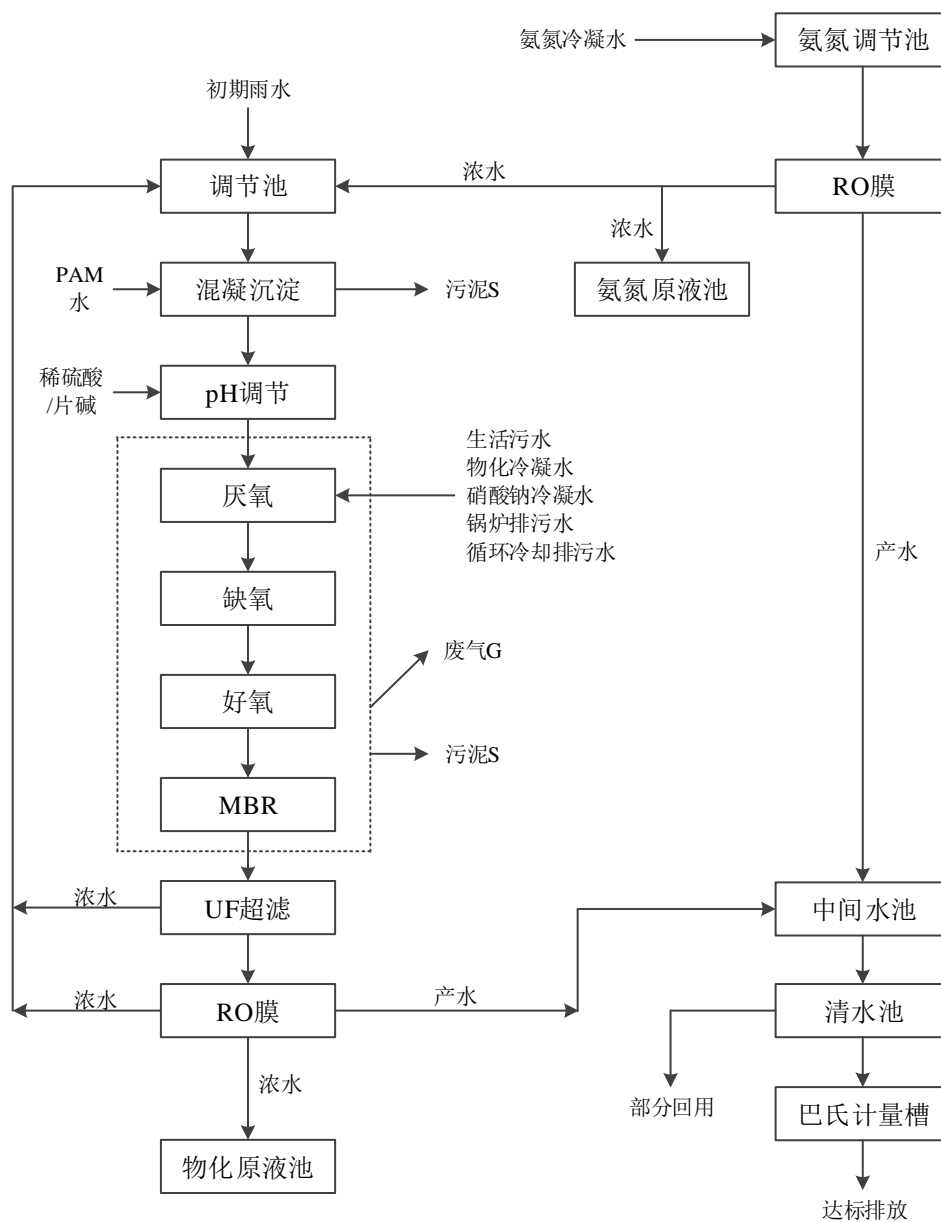 氨氮冷凝水
氨氮调节池
初期雨水
调节池
浓水
RO膜
浓水
PAM
水
混凝沉淀
污泥S
氨氮原液池
稀硫酸
/片碱
pH调节
生活污水
物化冷凝水
硝酸钠冷凝水
锅炉排污水
循环冷却排污水
厌氧
产水
缺氧
废气G
好氧
污泥S
MBR
浓水
UF超滤
中间水池
浓水
RO膜
产水
清水池
浓水
部分回用
巴氏计量槽
物化原液池
达标排放